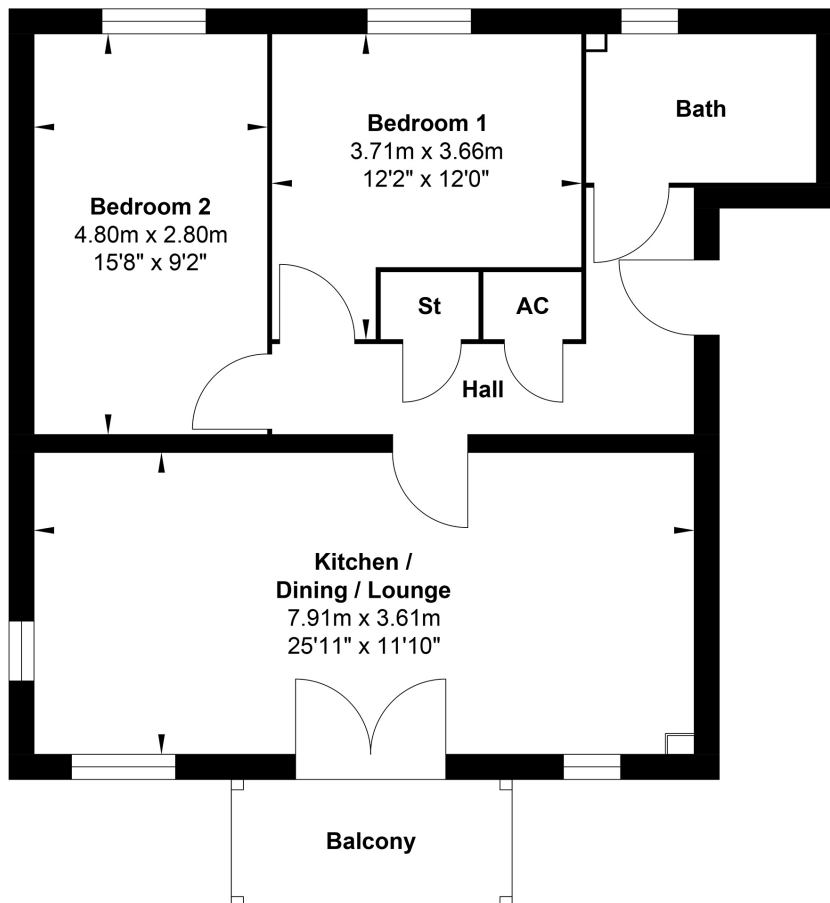 Bath
Bedroom 1
3.71m x 3.66m
12'2" x 12'0"
Bedroom 2
4.80m x 2.80m
15'8" x 9'2"
St
AC
Hall
Kitchen /
Dining / Lounge
7.91m x 3.61m
25'11" x 11'10"
Balcony